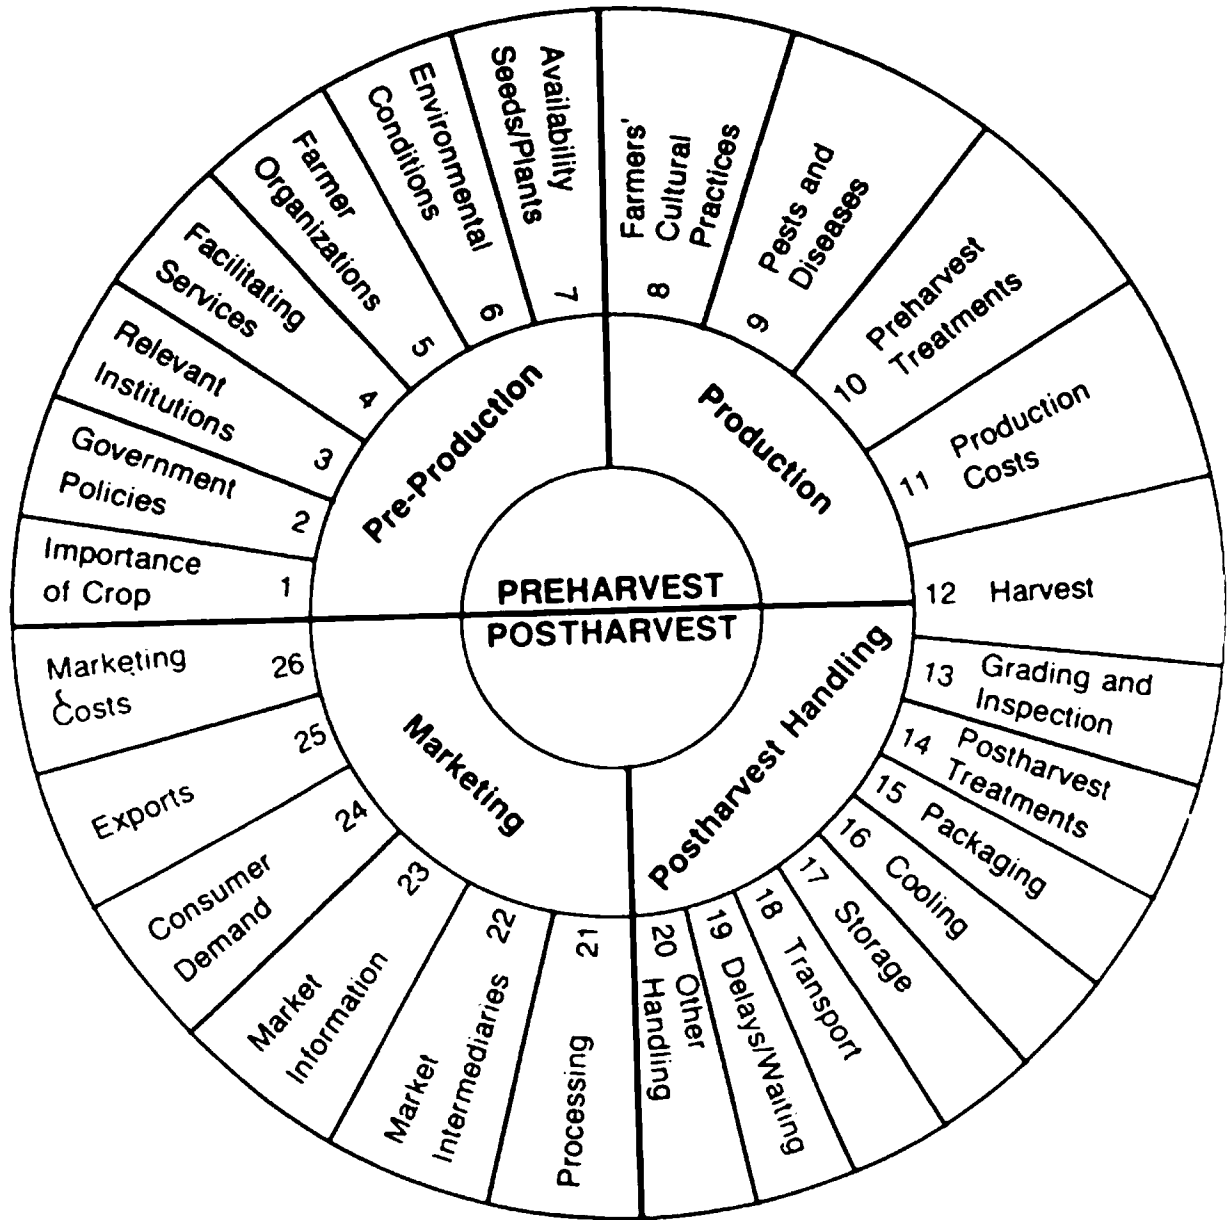 PREHARVEST
POSTHARVEST
Pre-Production
Production
Postharvest Handling
Marketing
Importance
of Crop
1
Government
Policies
2
Relevant
Institutions
3
Facilitating
Services
4
Farmer
Organizations
5
Environmental
Conditions
6
Availability
Seeds/Plants
7
Farmers'
Cultural
Practices
8
Pests and
Diseases
9
Preharvest
Treatments
10
Production
Costs
11
12 Harvest
13 Grading and
Inspection
14 Postharvest
Treatments
15 Packaging
16 Cooling
17 Storage
18 Transport
19 Delays/Waiting
20 Other
Handling
21
Processing
22
Market
Intermediaries
23
Market
Information
24
Consumer
Demand
25
Exports
26
Marketing
Costs